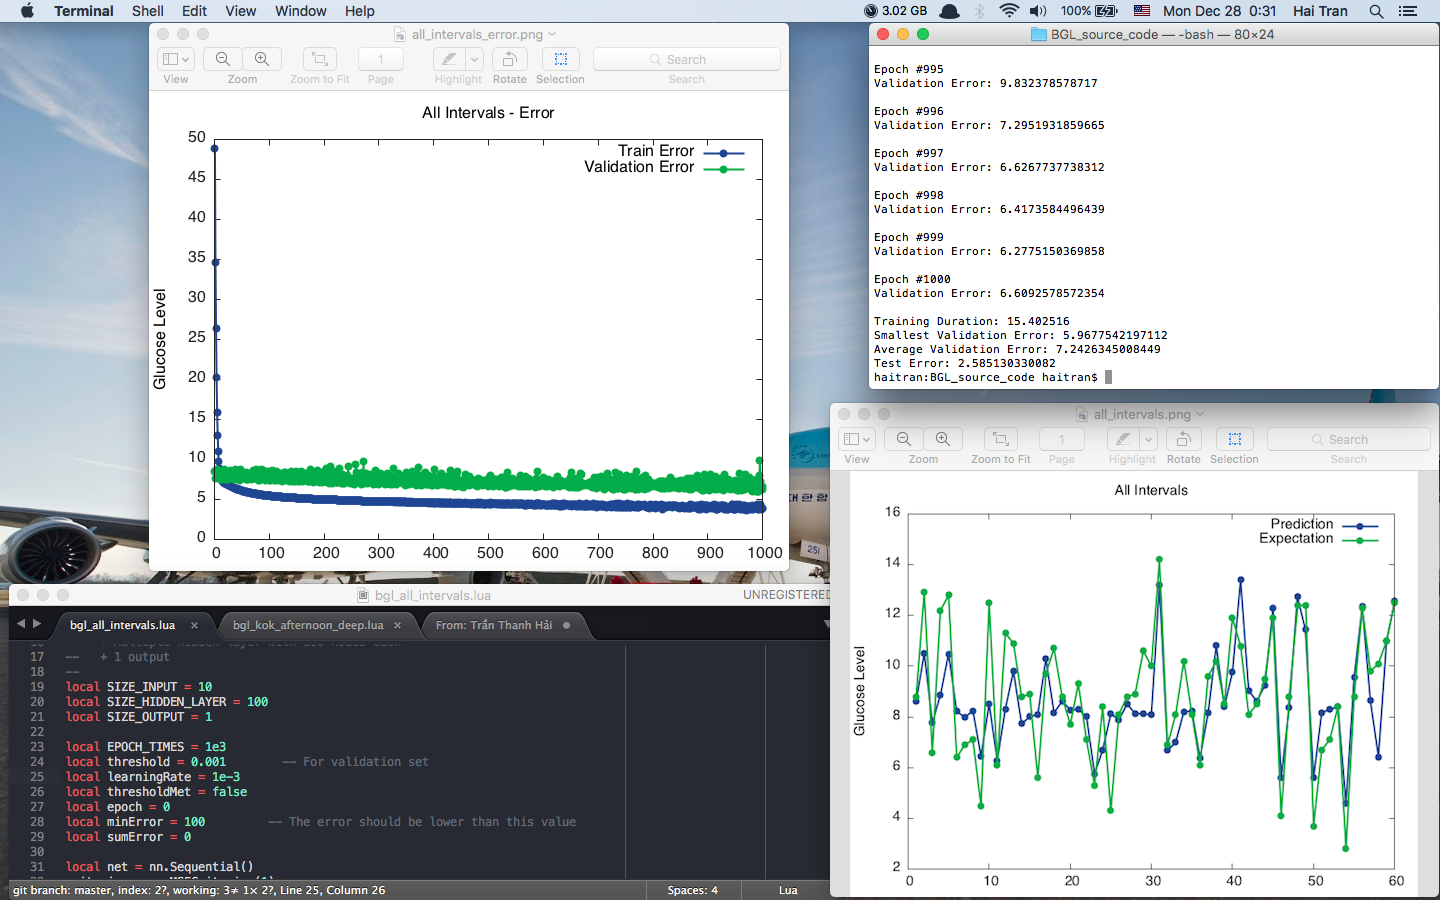 Terminal Shell Edit View Window Help 3.02 GB 100% Mon Dec 28 0:31 Hai Tran
all_intervals_error.png
1
Search
View Zoom Zoom to Fit Page Highlight Rotate Selection Search
All Intervals - Error
Train Error
Validation Error
Glucose Level
50
45
40
35
30
25
20
15
10
5
0
0 100 200 300 400 500 600 700 800 900 1000
BGL_source_code — -bash — 80×24
Epoch #995
Validation Error: 9.832378578717
Epoch #996
Validation Error: 7.2951931859665
Epoch #997
Validation Error: 6.6267737738312
Epoch #998
Validation Error: 6.4173584496439
Epoch #999
Validation Error: 6.2775150369858
Epoch #1000
Validation Error: 6.6092578572354
Training Duration: 15.402516
Smallest Validation Error: 5.9677542197112
Average Validation Error: 7.2426345008449
Test Error: 2.585130330082
haitran:BGL_source_code haitran$
대한항
251
all_intervals.png
1
Search
View Zoom Zoom to Fit Page Highlight Rotate Selection Search
All Intervals
Prediction
Expectation
Glucose Level
16
14
12
10
8
6
4
2
0 10 20 30 40 50 60
bgl_all_intervals.lua UNREGISTERED
bgl_all_intervals.lua × bgl_kok_afternoon_deep.lua × From: Trần Thanh Hải
17 -- + 1 output
18 --
19 local SIZE_INPUT = 10
20 local SIZE_HIDDEN_LAYER = 100
21 local SIZE_OUTPUT = 1
22
23 local EPOCH_TIMES = 1e3
24 local threshold = 0.001 -- For validation set
25 local learningRate = 1e-3
26 local thresholdMet = false
27 local epoch = 0
28 local minError = 100 -- The error should be lower than this value
29 local sumError = 0
30
31 local net = nn.Sequential()
git branch: master, index: 2?, working: 3≠ 1× 2?, Line 25, Column 26 Spaces: 4 Lua